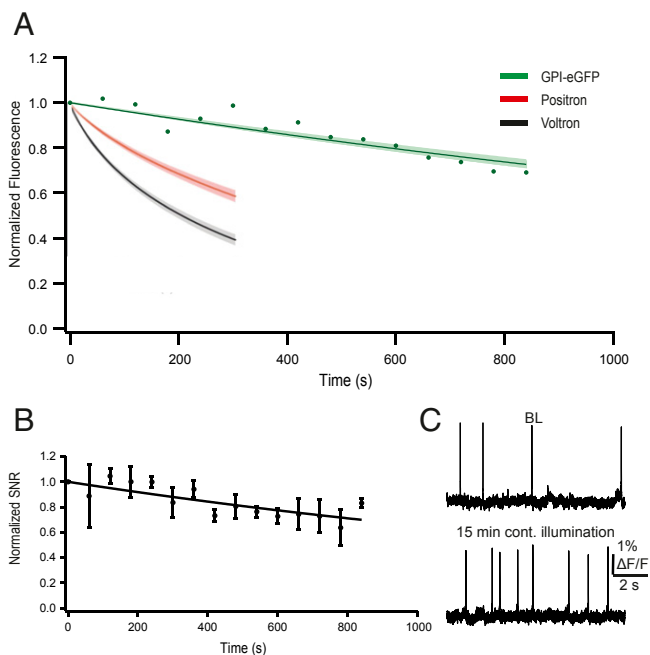 A
1.2
1.0
0.8
0.6
0.4
0.2
0.0
Normalized Fluorescence
GPI-eGFP
Positron
Voltron
0 200 400 600 800 1000
Time (s)
B
1.2
1.0
0.8
0.6
0.4
0.2
0.0
Normalized SNR
0 200 400 600 800 1000
Time (s)
C
BL
15 min cont. illumination
1%
ΔF/F
2 s